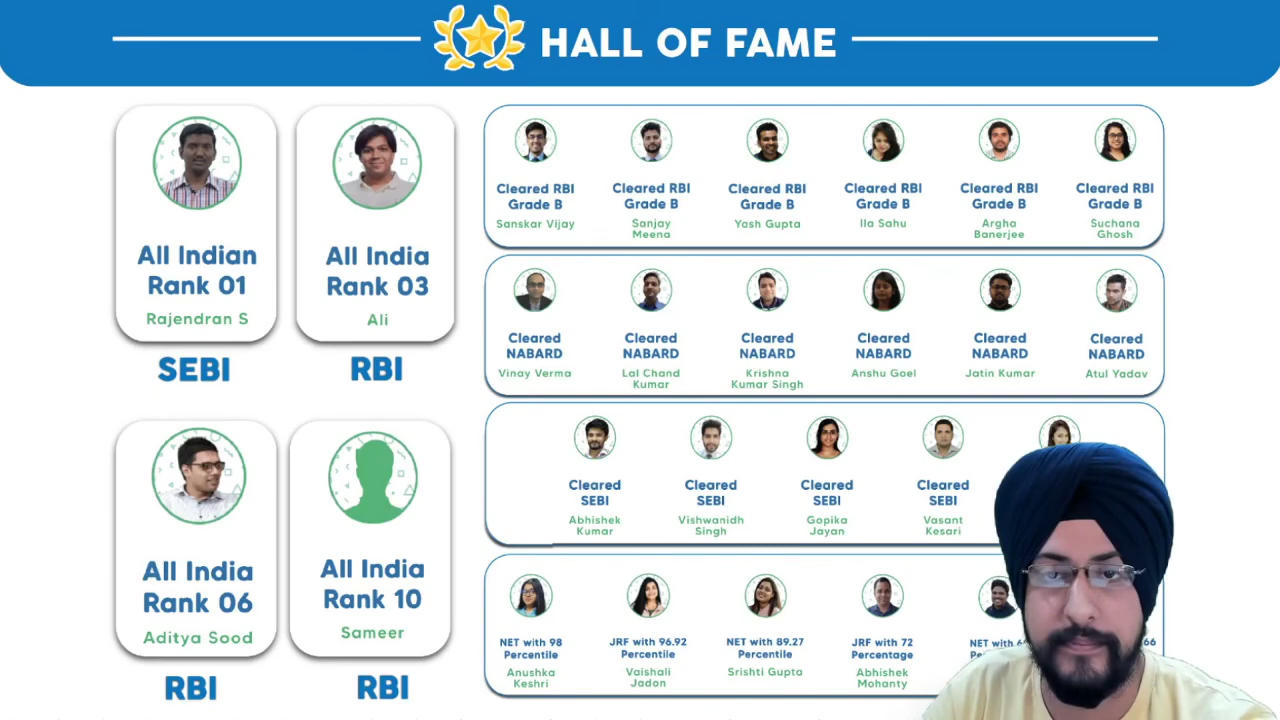 HALL OF FAME
All Indian
Rank 01
Rajendran S
SEBI
All India
Rank 03
Ali
RBI
All India
Rank 06
Aditya Sood
RBI
All India
Rank 10
Sameer
RBI
Cleared RBI
Grade B
Sanskar Vijay
Cleared RBI
Grade B
Sanjay
Meena
Cleared RBI
Grade B
Yash Gupta
Cleared RBI
Grade B
Ila Sahu
Cleared RBI
Grade B
Argha
Banerjee
Cleared RBI
Grade B
Suchana
Ghosh
Cleared
NABARD
Vinay Verma
Cleared
NABARD
Lal Chand
Kumar
Cleared
NABARD
Krishna
Kumar Singh
Cleared
NABARD
Anshu Goel
Cleared
NABARD
Jatin Kumar
Cleared
NABARD
Atul Yadav
Cleared
SEBI
Abhishek
Kumar
Cleared
SEBI
Vishwanidh
Singh
Cleared
SEBI
Gopika
Jayan
Cleared
SEBI
Vasant
Kesari
NET with 98
Percentile
Anushka
Keshri
JRF with 96.92
Percentile
Vaishali
Jadon
NET with 89.27
Percentile
Srishti Gupta
JRF with 72
Percentage
Abhishek
Mohanty
NET with
66